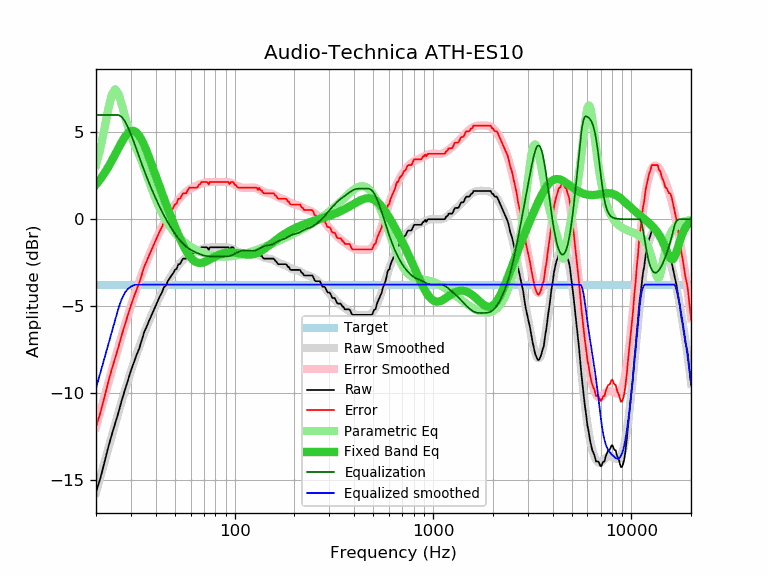 Audio-Technica ATH-ES10
Amplitude (dBr)
5
0
−5
−10
−15
Target
Raw Smoothed
Error Smoothed
Raw
Error
Parametric Eq
Fixed Band Eq
Equalization
Equalized smoothed
100
1000
10000
Frequency (Hz)